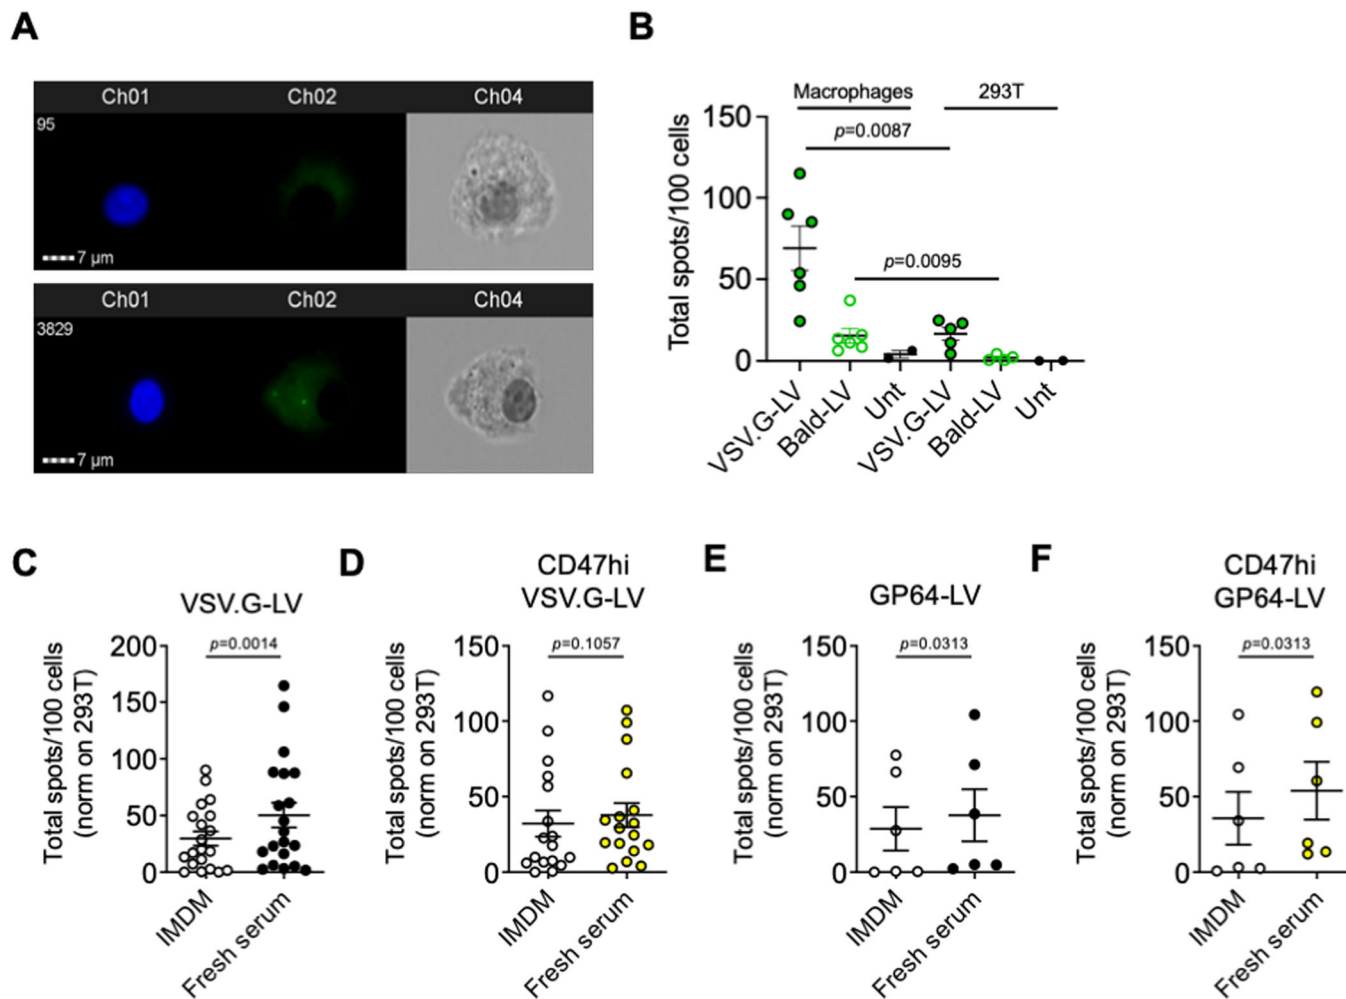 A
Ch01 Ch02 Ch04
95
7 μm
Ch01 Ch02 Ch04
3829
7 μm
B
Macrophages 293T
p=0.0087
p=0.0095
Total spots/100 cells
150
100
50
0
VSV.G-LV
Bald-LV
Unt
VSV.G-LV
Bald-LV
Unt
C
VSV.G-LV
p=0.0014
Total spots/100 cells
(norm on 293T)
200
150
100
50
0
IMDM
Fresh serum
D
CD47hi
VSV.G-LV
p=0.1057
Total spots/100 cells
(norm on 293T)
150
100
50
0
IMDM
Fresh serum
E
GP64-LV
p=0.0313
Total spots/100 cells
(norm on 293T)
150
100
50
0
IMDM
Fresh serum
F
CD47hi
GP64-LV
p=0.0313
Total spots/100 cells
(norm on 293T)
150
100
50
0
IMDM
Fresh serum